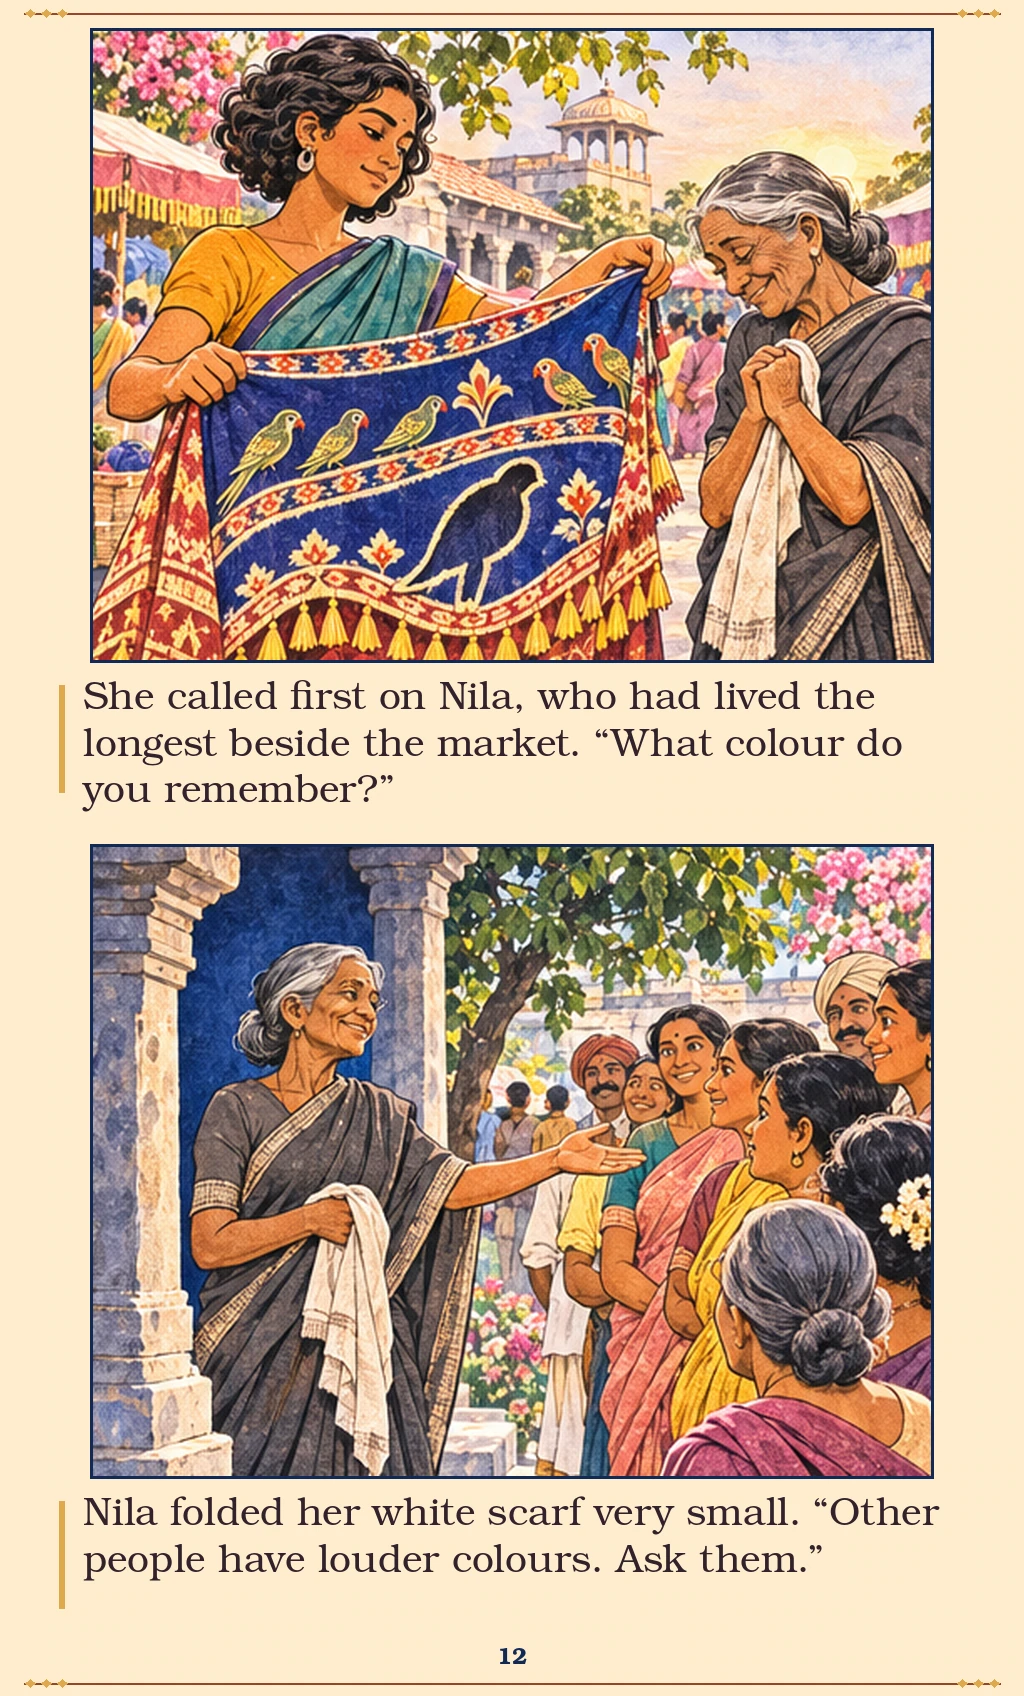 She called first on Nila, who had lived the
longest beside the market. “What colour do
you remember?”
Nila folded her white scarf very small. “Other
people have louder colours. Ask them.”
12